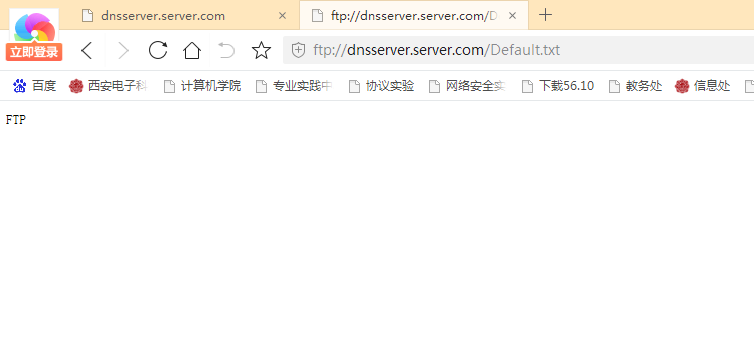 dnsserver.server.com
ftp://dnsserver.server.com/D
立即登录
ftp://dnsserver.server.com/Default.txt
百度 西安电子科 计算机学院 专业实践中 协议实验 网络安全实 下载56.10 教务处 信息处
FTP